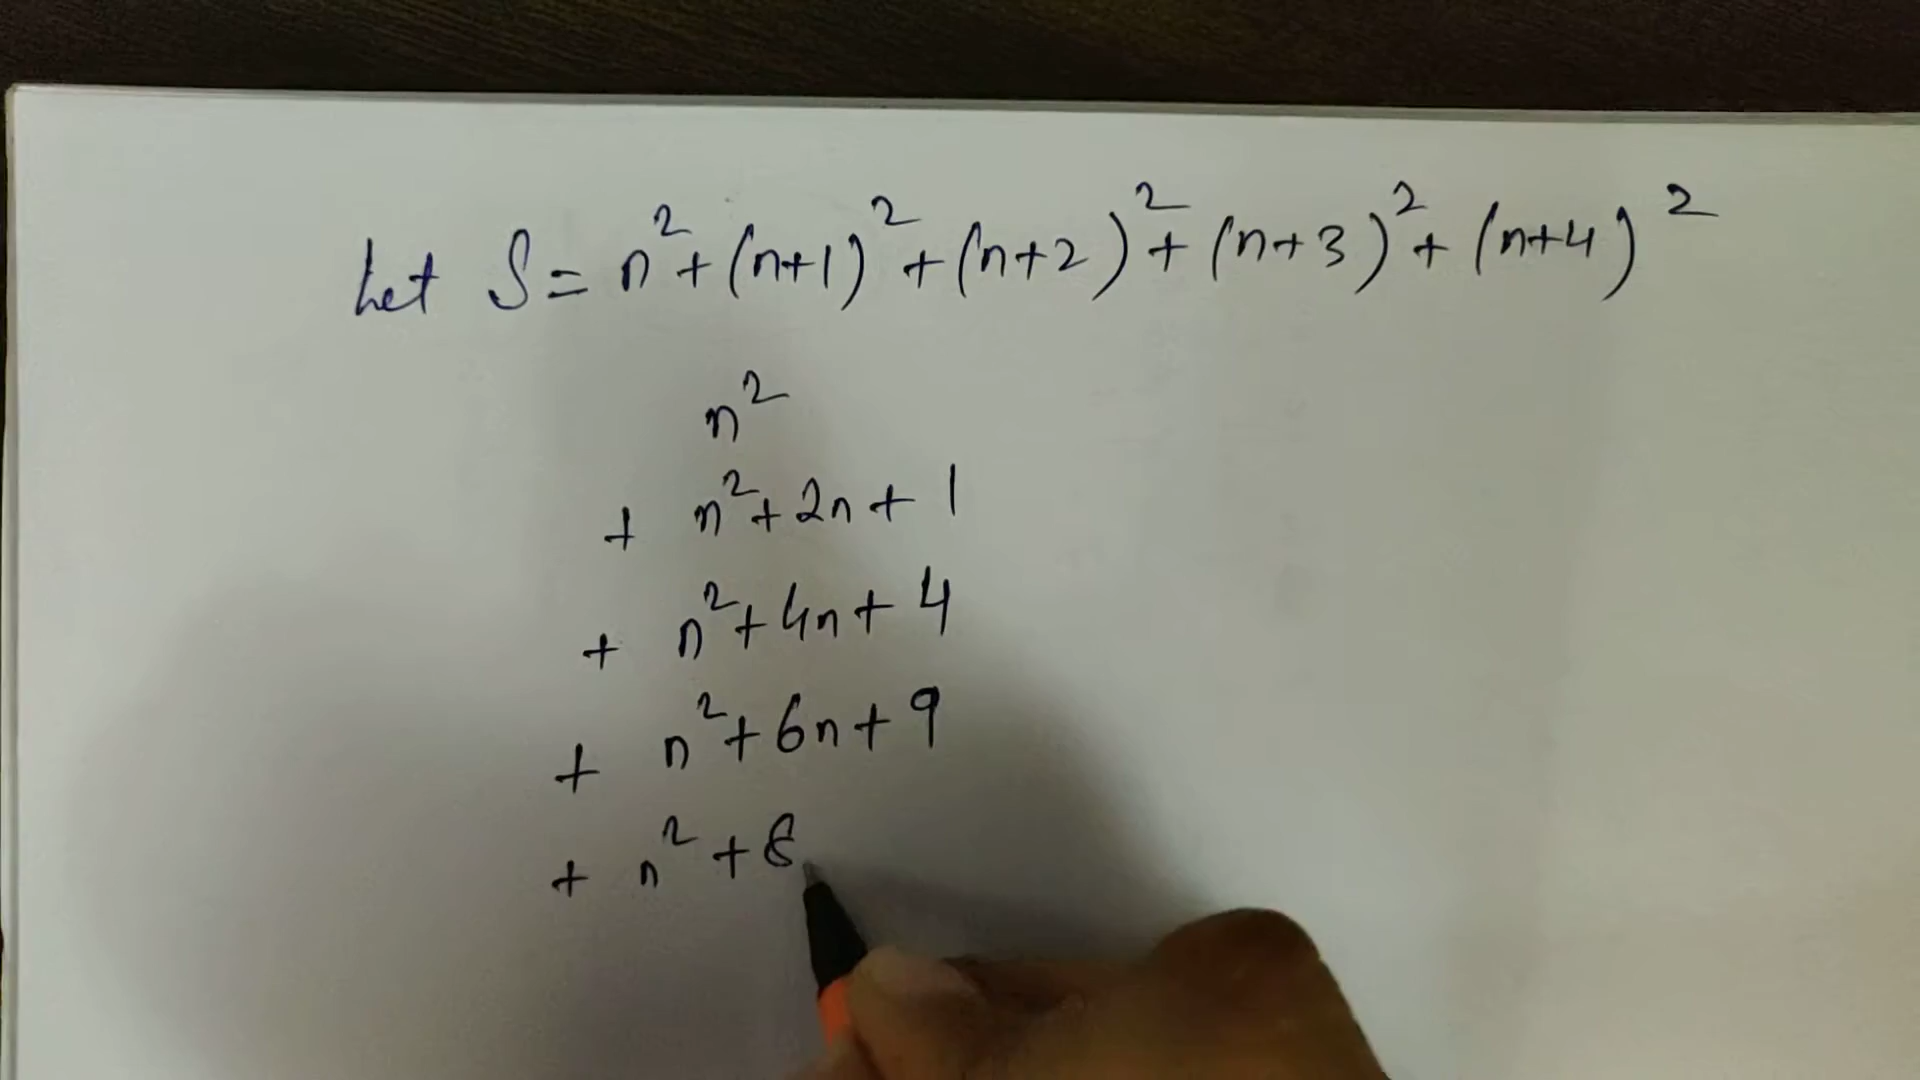 Let S = n² + (n+1)² + (n+2)² + (n+3)² + (n+4)²
n²
+ n² + 2n + 1
+ n² + 4n + 4
+ n² + 6n + 9
+ n² + 8